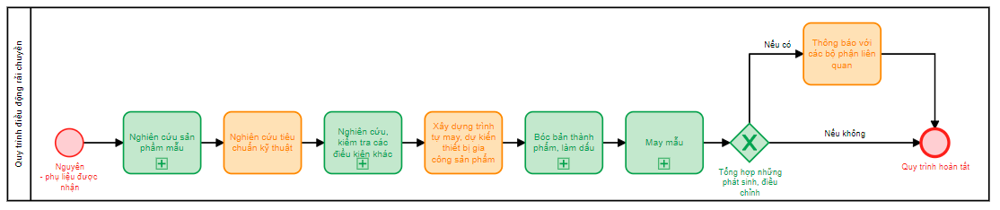 Quy trình điều động rải chuyền
Nguyên
- phụ liệu được
nhận
Nghiên cứu sản
phẩm mẫu
Nghiên cứu tiêu
chuẩn kỹ thuật
Nghiên cứu,
kiểm tra các
điều kiện khác
Xây dựng trình
tự may, dự kiến
thiết bị gia
công sản phẩm
Bóc bán thành
phẩm, làm dấu
May mẫu
Tổng hợp những
phát sinh, điều
chỉnh
Nếu có
Thông báo với
các bộ phận liên
quan
Nếu không
Quy trình hoàn tất